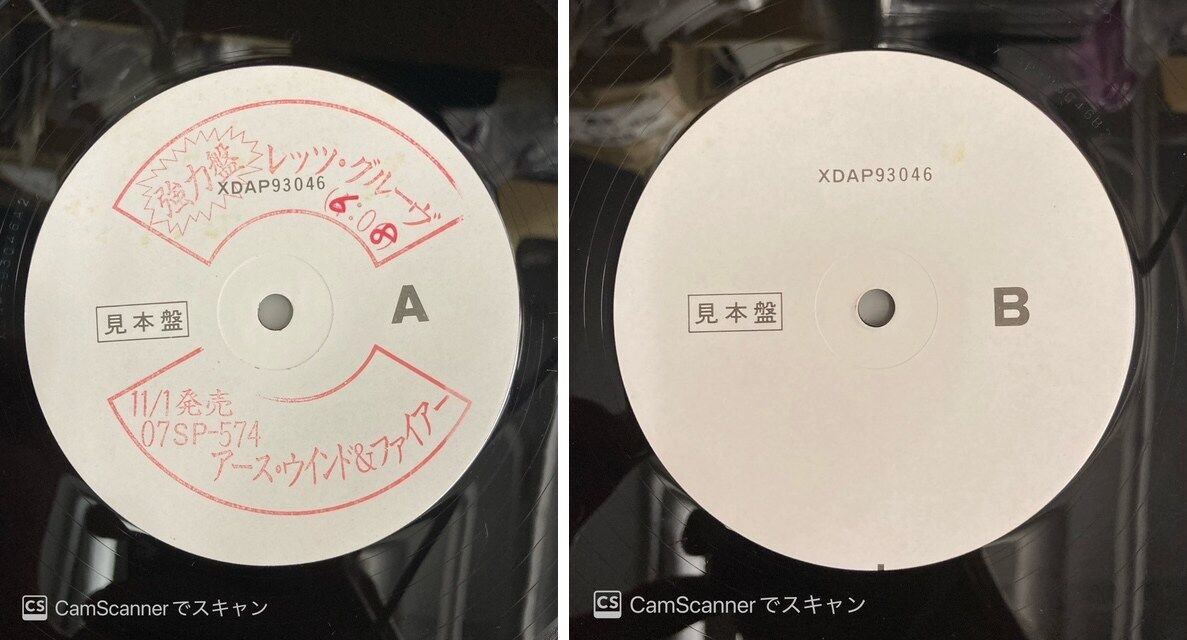 強力盤
レッツ・グルーヴ
XDAP93046
6:08
見本盤
A
11/1発売
07SP-574
アース・ウインド&ファイアー
CS CamScannerでスキャン
XDAP93046
見本盤
B
CS CamScannerでスキャン